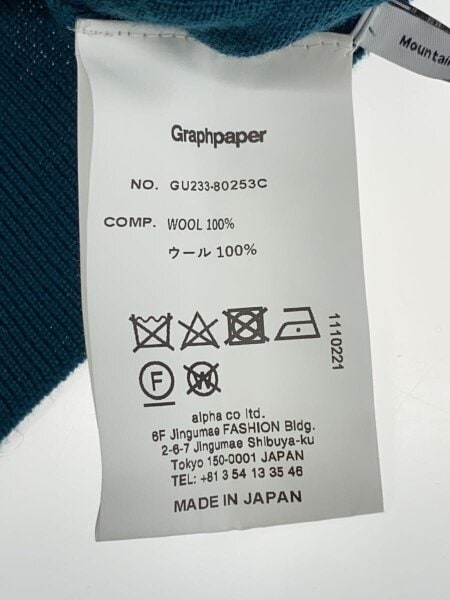 Mountai
Graphpaper
NO. GU233-80253C
COMP. WOOL 100%
ウール 100%
1110221
F
W
alpha co ltd.
6F Jingumae FASHION Bldg.
2-6-7 Jingumae Shibuya-ku
Tokyo 150-0001 JAPAN
TEL: +81 3 54 13 35 46
MADE IN JAPAN